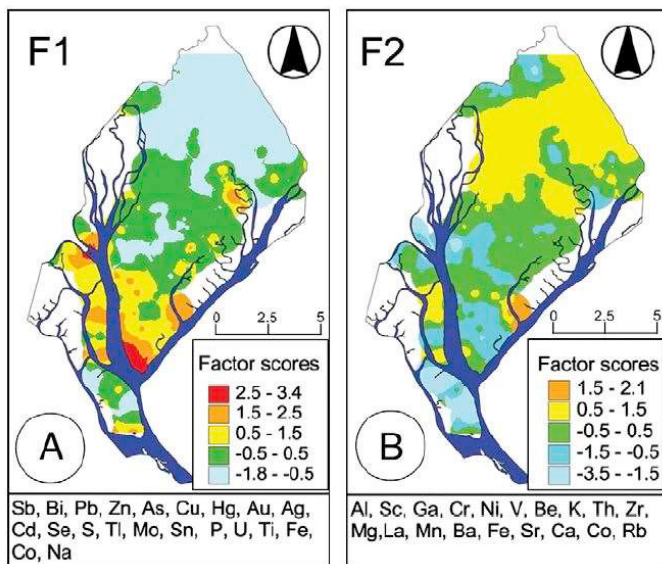 F1
0
2.5
5
Factor scores
2.5 - 3.4
1.5 - 2.5
0.5 - 1.5
-0.5 - 0.5
-1.8 - -0.5
A
Sb, Bi, Pb, Zn, As, Cu, Hg, Au, Ag,
Cd, Se, S, Tl, Mo, Sn, P, U, Ti, Fe,
Co, Na
F2
0
2.5
5
Factor scores
1.5 - 2.1
0.5 - 1.5
-0.5 - 0.5
-1.5 - -0.5
-3.5 - -1.5
B
Al, Sc, Ga, Cr, Ni, V, Be, K, Th, Zr,
Mg,La, Mn, Ba, Fe, Sr, Ca, Co, Rb